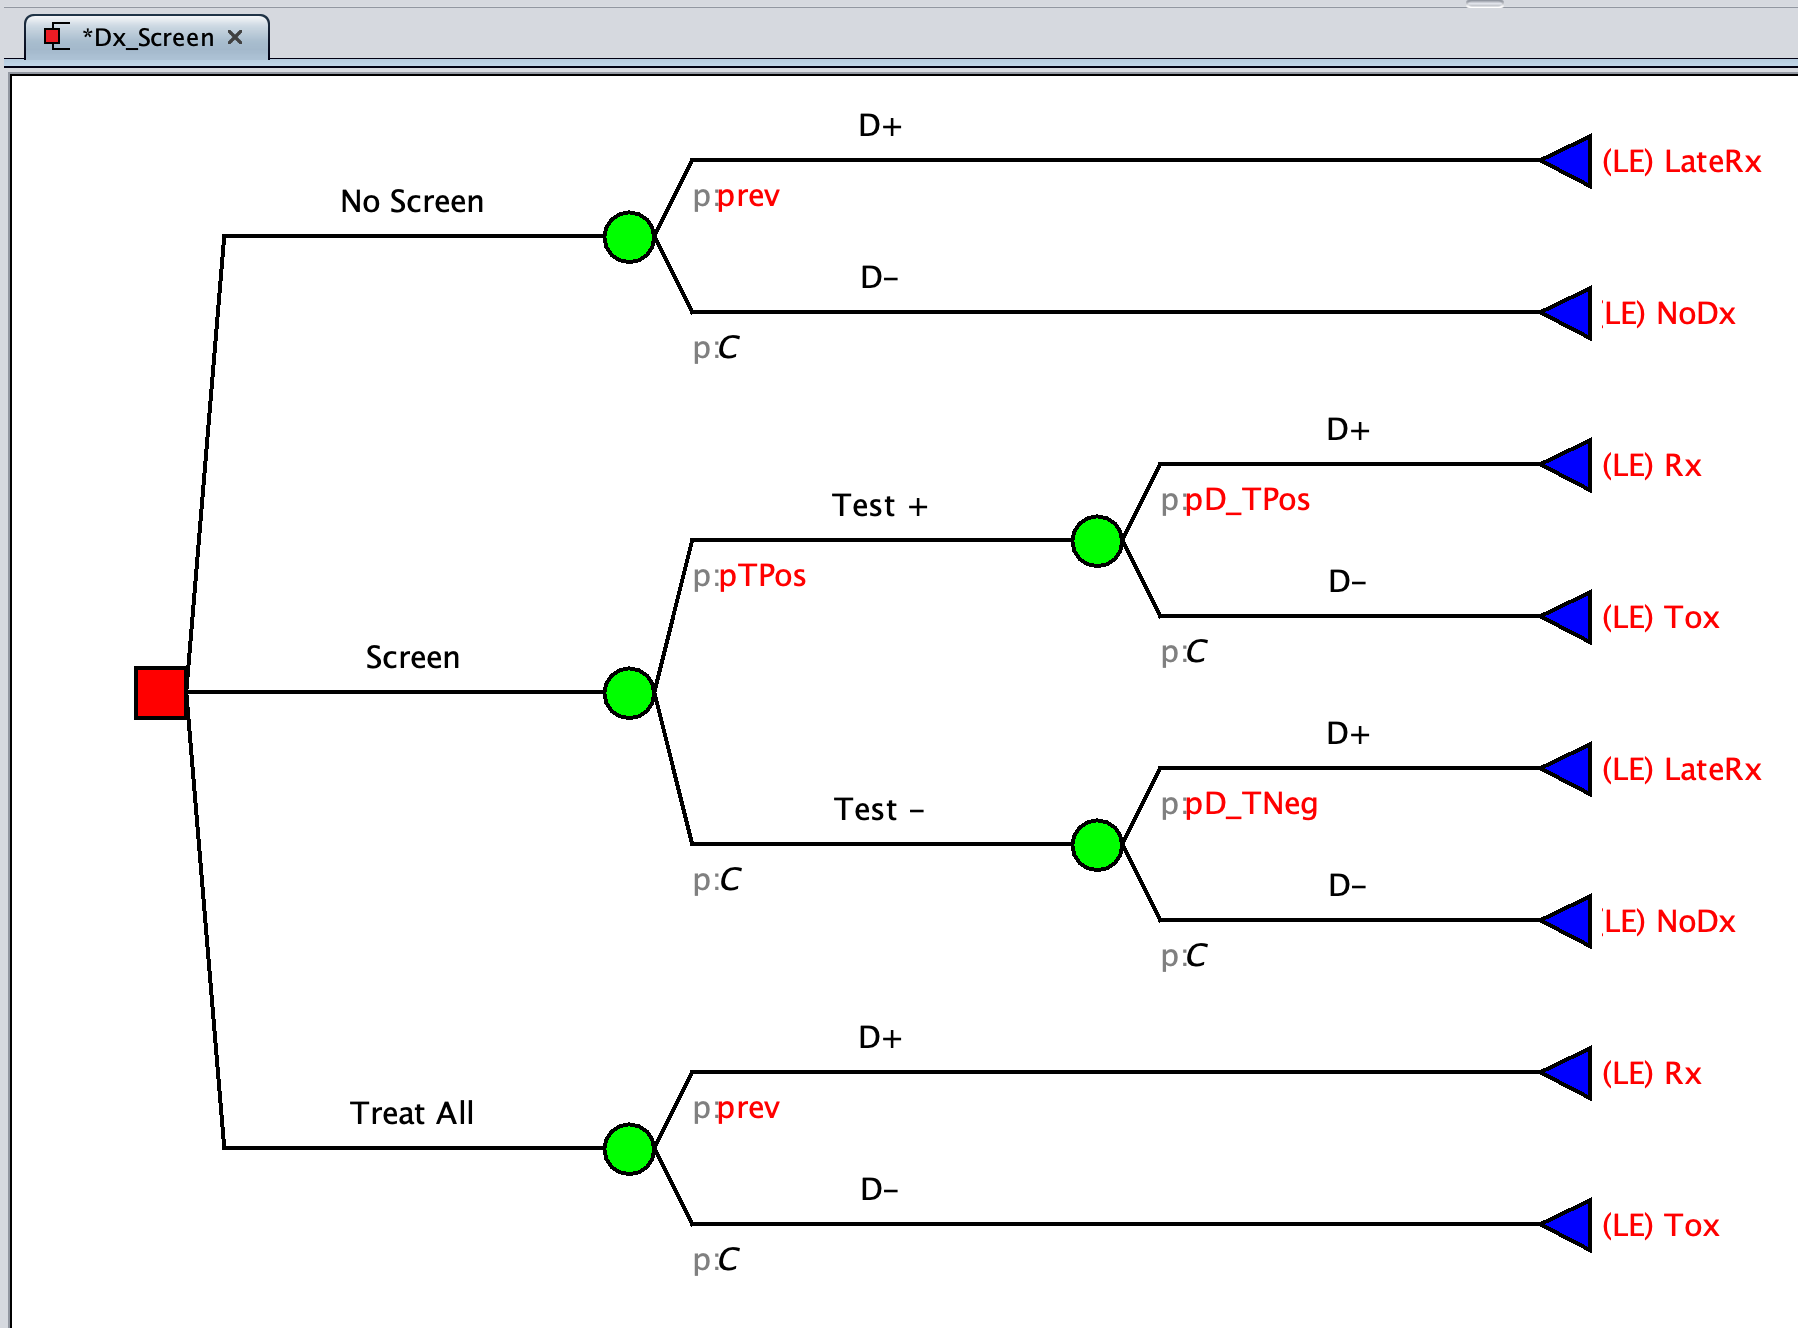 *Dx_Screen ×
D+
(LE) LateRx
p:prev
No Screen
D-
(LE) NoDx
p:C
D+
(LE) Rx
p:pD_TPos
Test +
p:pTPos
D-
(LE) Tox
p:C
Screen
D+
(LE) LateRx
p:pD_TNeg
Test -
p:C
D-
(LE) NoDx
p:C
D+
(LE) Rx
p:prev
Treat All
D-
(LE) Tox
p:C